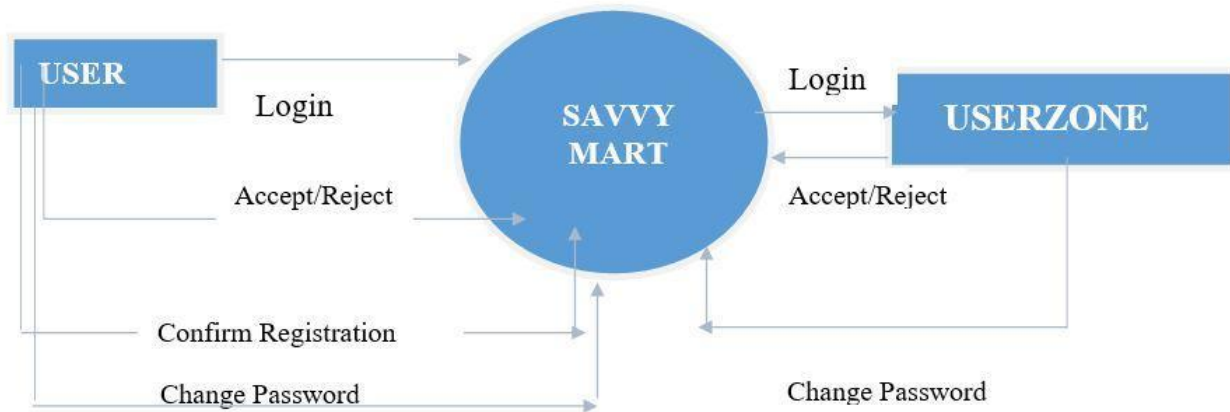 USER
Login
SAVVY
MART
Login
USERZONE
Accept/Reject
Accept/Reject
Confirm Registration
Change Password
Change Password